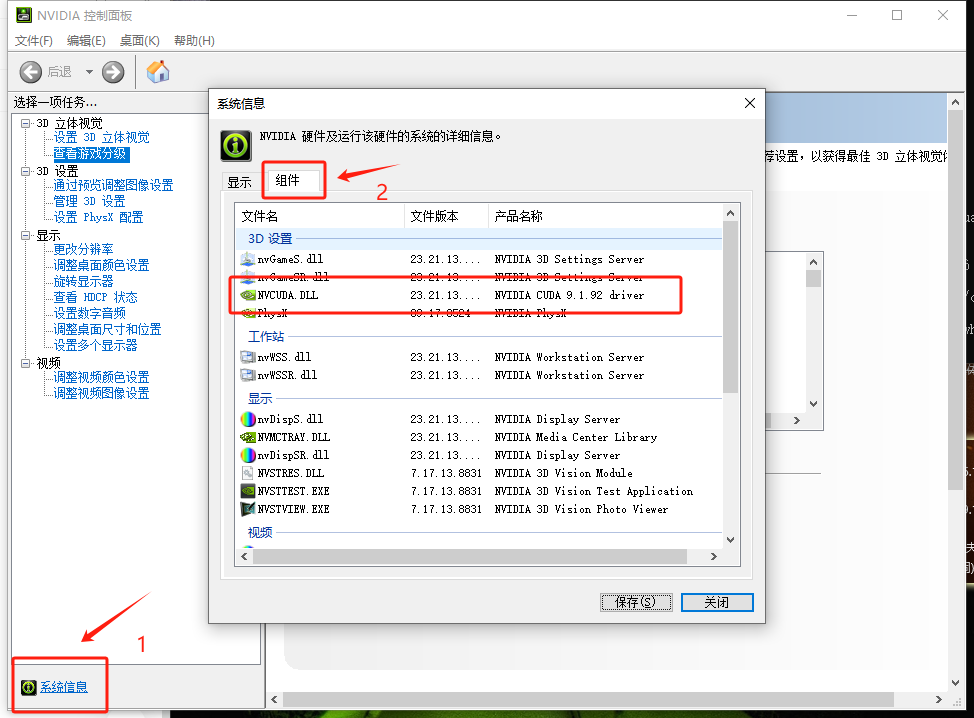 NVIDIA 控制面板
文件(F) 编辑(E) 桌面(K) 帮助(H)
后退
选择一项任务...
3D 立体视觉
设置 3D 立体视觉
查看游戏分级
3D 设置
通过预览调整图像设置
管理 3D 设置
设置 PhysX 配置
显示
更改分辨率
调整桌面颜色设置
旋转显示器
查看 HDCP 状态
设置数字音频
调整桌面尺寸和位置
设置多个显示器
视频
调整视频颜色设置
调整视频图像设置
1
系统信息
荐设置，以获得最佳 3D 立体视觉
系统信息
NVIDIA 硬件及运行该硬件的系统的详细信息。
显示 组件
2
文件名 文件版本 产品名称
3D 设置
nvGameS.dll 23.21.13.... NVIDIA 3D Settings Server
nvGameSR.dll 23.21.13.... NVIDIA 3D Settings Server
NVCUDA.DLL 23.21.13.... NVIDIA CUDA 9.1.92 driver
PhysX 09.17.0524 NVIDIA PhysX
工作站
nvWSS.dll 23.21.13.... NVIDIA Workstation Server
nvWSSR.dll 23.21.13.... NVIDIA Workstation Server
显示
nvDispS.dll 23.21.13.... NVIDIA Display Server
NVMCTRAY.DLL 23.21.13.... NVIDIA Media Center Library
nvDispSR.dll 23.21.13.... NVIDIA Display Server
NVSTRES.DLL 7.17.13.8831 NVIDIA 3D Vision Module
NVSTTEST.EXE 7.17.13.8831 NVIDIA 3D Vision Test Application
NVSTVIEW.EXE 7.17.13.8831 NVIDIA 3D Vision Photo Viewer
视频
保存(S) 关闭